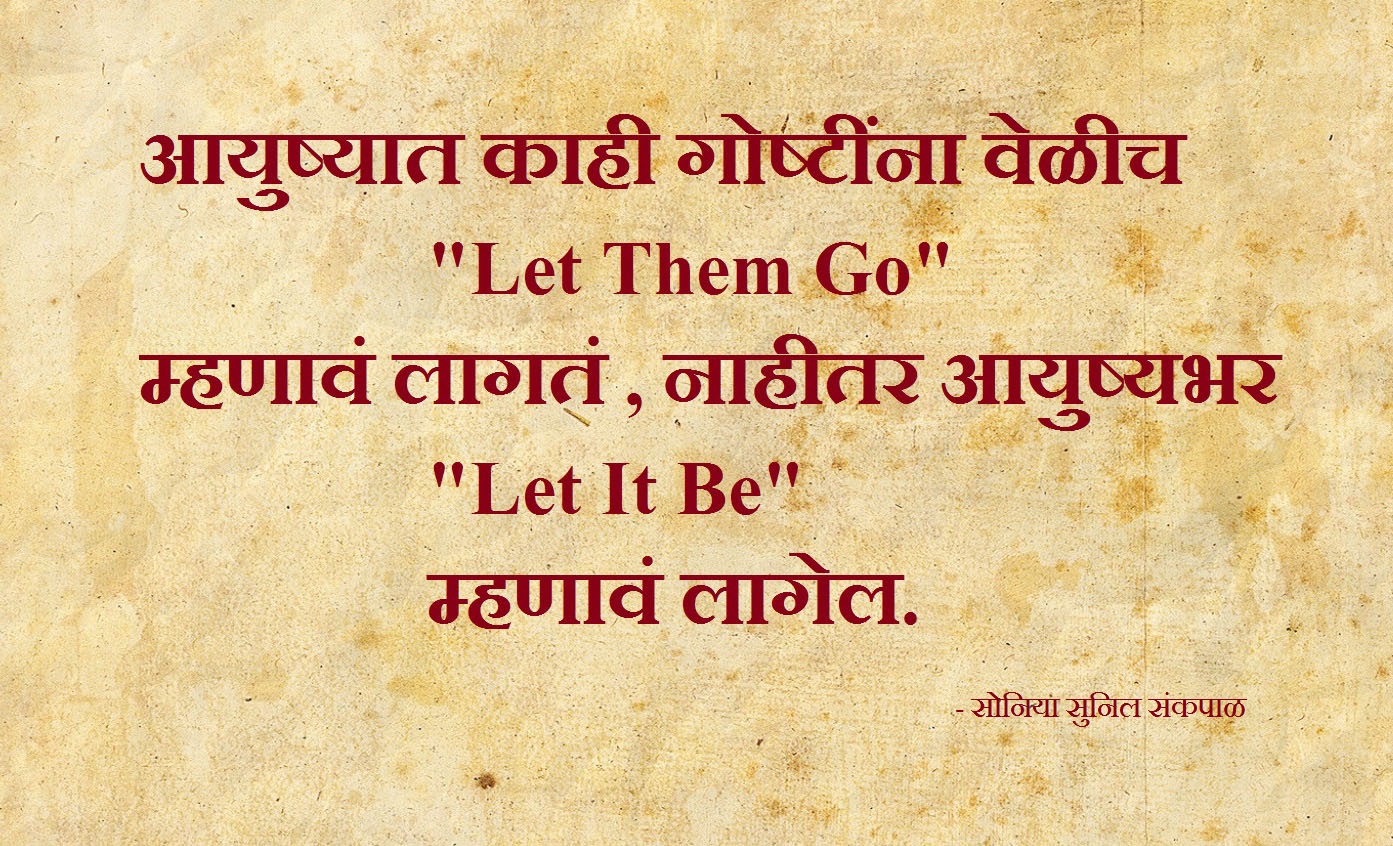 आयुष्यात काही गोष्टींना वेळीच
"Let Them Go"
म्हणावं लागतं , नाहीतर आयुष्यभर
"Let It Be"
म्हणावं लागेल.
- सोनिया सुनिल संकपाळ